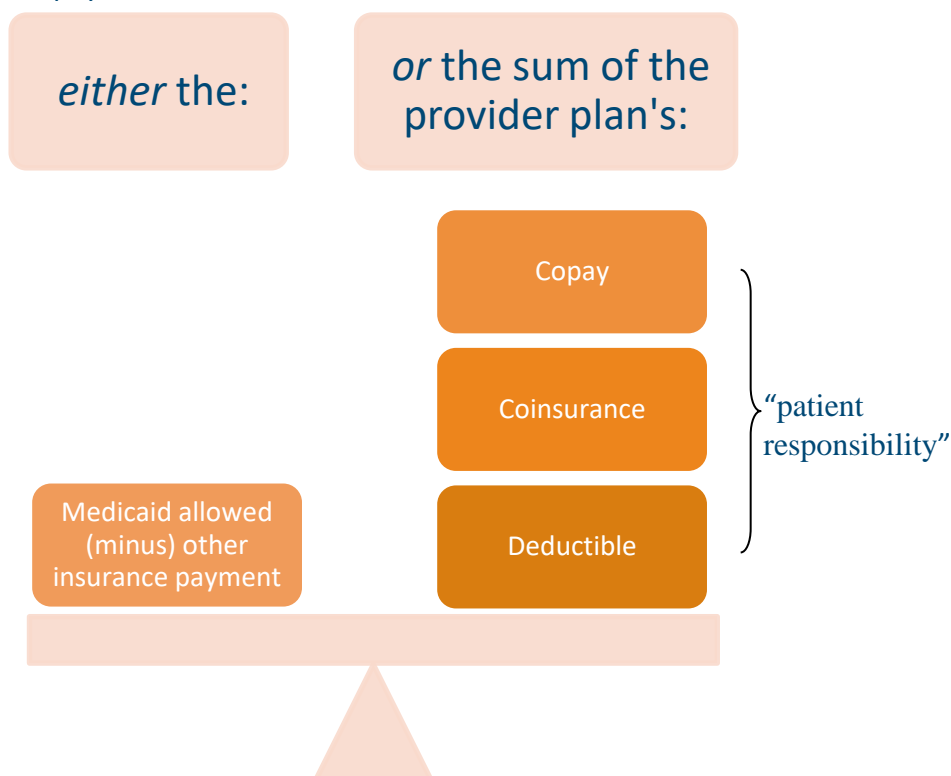 either the:
or the sum of the
provider plan's:
Copay
Coinsurance
"patient
responsibility"
Medicaid allowed
(minus) other
insurance payment
Deductible